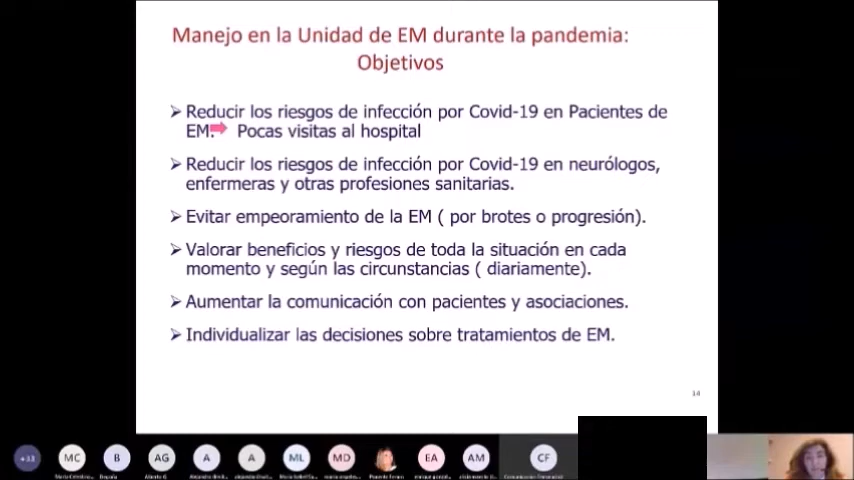 Manejo en la Unidad de EM durante la pandemia:
Objetivos
Reducir los riesgos de infección por Covid-19 en Pacientes de
EM. Pocas visitas al hospital
Reducir los riesgos de infección por Covid-19 en neurólogos,
enfermeras y otras profesiones sanitarias.
Evitar empeoramiento de la EM ( por brotes o progresión).
Valorar beneficios y riesgos de toda la situación en cada
momento y según las circunstancias ( diariamente).
Aumentar la comunicación con pacientes y asociaciones.
Individualizar las decisiones sobre tratamientos de EM.
14
+33 MC B AG A A ML MD EA AM CF